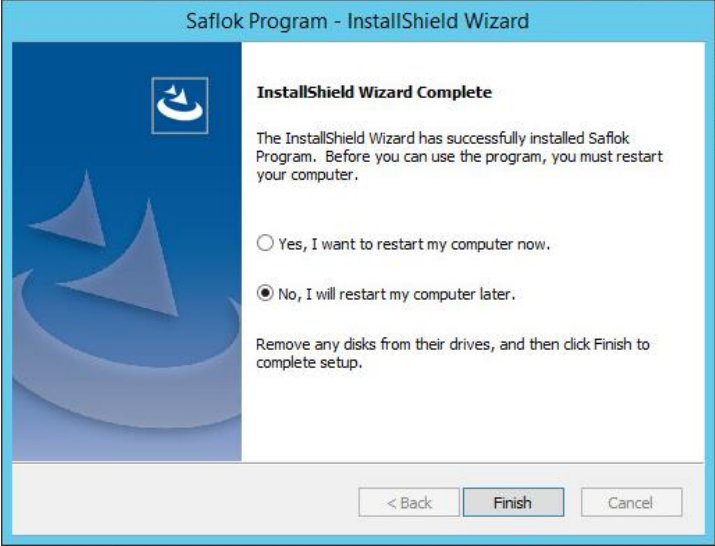 Saflok Program - InstallShield Wizard
InstallShield Wizard Complete
The InstallShield Wizard has successfully installed Saflok
Program. Before you can use the program, you must restart
your computer.
Yes, I want to restart my computer now.
No, I will restart my computer later.
Remove any disks from their drives, and then click Finish to
complete setup.
< Back
Finish
Cancel